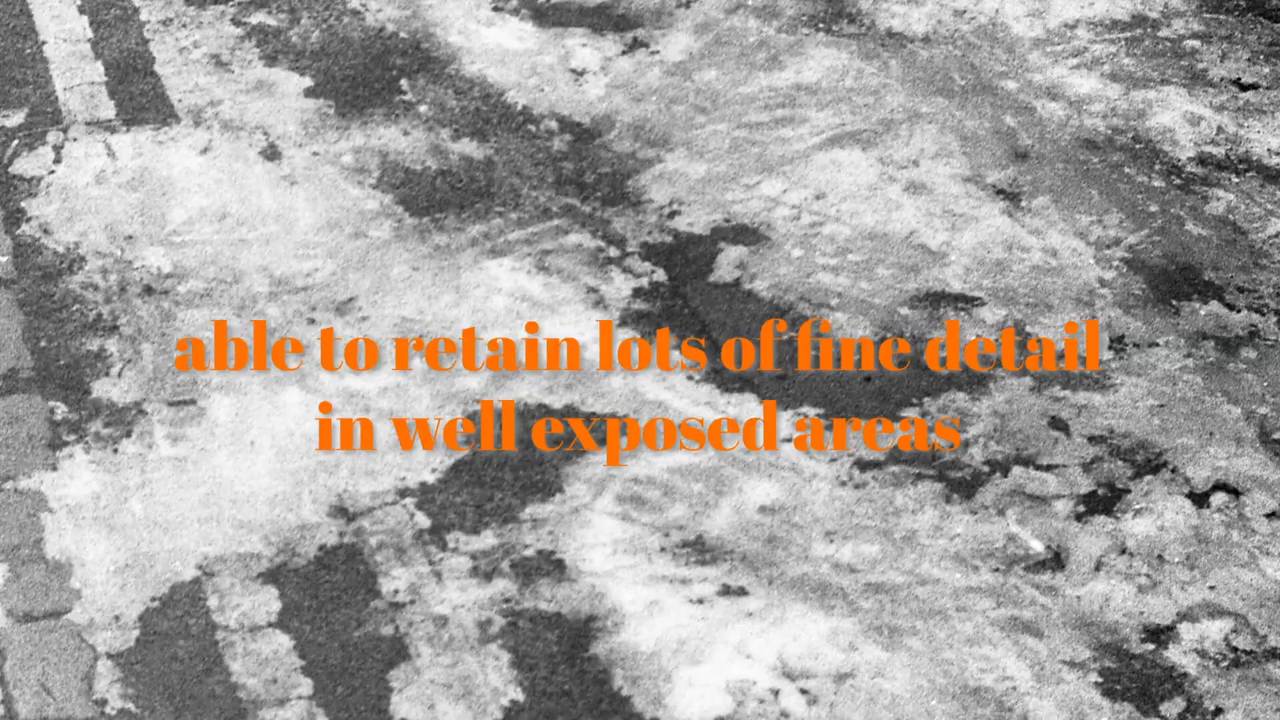 able to retain lots of fine detail
in well exposed areas